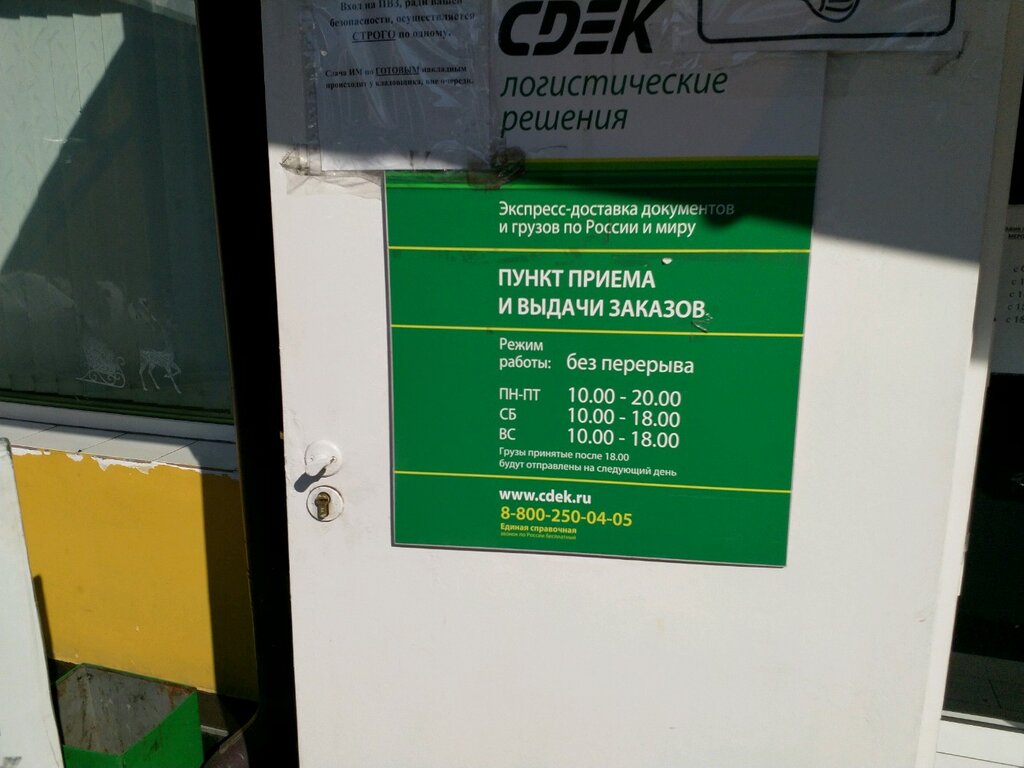 Вход на ПВЗ, ради вашей
безопасности, осуществляется
СТРОГО по одному.
Сдача ИМ по ГОТОВЫМ накладным
происходит у кладовщика, вне очереди.
CDEK
логистические
решения
Экспресс-доставка документов
и грузов по России и миру
ПУНКТ ПРИЕМА
И ВЫДАЧИ ЗАКАЗОВ
Режим
работы: без перерыва
ПН-ПТ 10.00 - 20.00
СБ 10.00 - 18.00
ВС 10.00 - 18.00
Грузы принятые после 18.00
будут отправлены на следующий день
www.cdek.ru
8-800-250-04-05
Единая справочная
звонок по России бесплатный